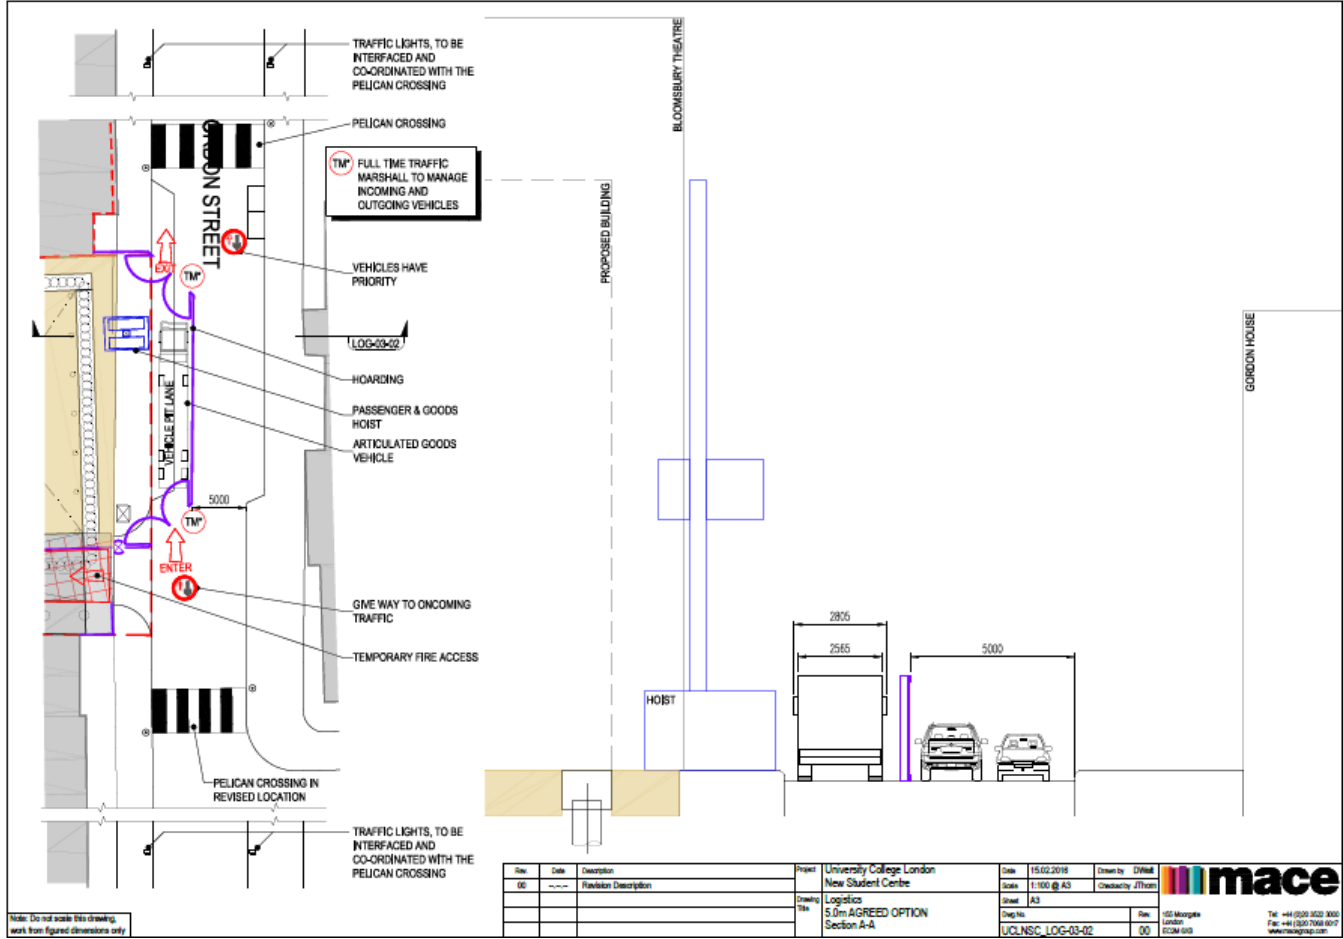 TRAFFIC LIGHTS, TO BE
INTERFACED AND
CO-ORDINATED WITH THE
PELICAN CROSSING
PELICAN CROSSING
TM* FULL TIME TRAFFIC
MARSHALL TO MANAGE
INCOMING AND
OUTGOING VEHICLES
VEHICLES HAVE
PRIORITY
EXIT
TM*
LOG-03-02
HOARDING
PASSENGER & GOODS
HOIST
ARTICULATED GOODS
VEHICLE
VEHICLE PIT LANE
5000
TM*
ENTER
GIVE WAY TO ONCOMING
TRAFFIC
TEMPORARY FIRE ACCESS
PELICAN CROSSING IN
REVISED LOCATION
TRAFFIC LIGHTS, TO BE
INTERFACED AND
CO-ORDINATED WITH THE
PELICAN CROSSING
STREET
BLOOMSBURY THEATRE
PROPOSED BUILDING
GORDON HOUSE
HOIST
2805
2565
5000
Note: Do not scale this drawing,
work from figured dimensions only
Rev. Date Description
00 --.--.-- Revision Description
Project University College London
New Student Centre
Drawing Title Logistics
5.0m AGREED OPTION
Section A-A
Date 15.02.2016 Drawn by
Scale 1:100 @ A3 Checked by JThom
Sheet A3
Dwg No. Rev.
UCLNSC_LOG-03-02 00
mace
155 Moorgate
London
www.macegroup.com